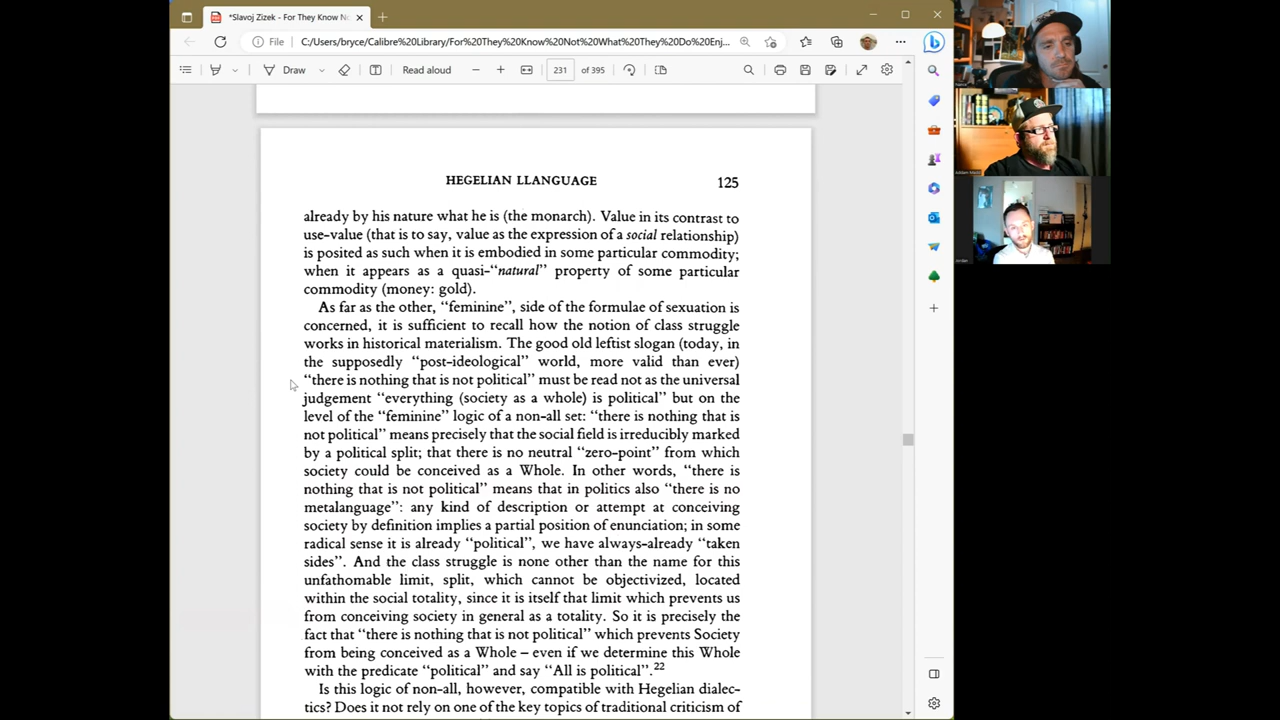 *Slavoj Zizek - For They Know N
File
C:/Users/bryce/Calibre%20Library/For%20They%20Know%20Not%20What%20They%20Do%20Enj...
Draw
Read aloud
231 of 395
HEGELIAN LLANGUAGE 125
already by his nature what he is (the monarch). Value in its contrast to
use-value (that is to say, value as the expression of a social relationship)
is posited as such when it is embodied in some particular commodity;
when it appears as a quasi-“natural” property of some particular
commodity (money: gold).
As far as the other, “feminine”, side of the formulae of sexuation is
concerned, it is sufficient to recall how the notion of class struggle
works in historical materialism. The good old leftist slogan (today, in
the supposedly “post-ideological” world, more valid than ever)
“there is nothing that is not political” must be read not as the universal
judgement “everything (society as a whole) is political” but on the
level of the “feminine” logic of a non-all set: “there is nothing that is
not political” means precisely that the social field is irreducibly marked
by a political split; that there is no neutral “zero-point” from which
society could be conceived as a Whole. In other words, “there is
nothing that is not political” means that in politics also “there is no
metalanguage”: any kind of description or attempt at conceiving
society by definition implies a partial position of enunciation; in some
radical sense it is already “political”, we have always-already “taken
sides”. And the class struggle is none other than the name for this
unfathomable limit, split, which cannot be objectivized, located
within the social totality, since it is itself that limit which prevents us
from conceiving society in general as a totality. So it is precisely the
fact that “there is nothing that is not political” which prevents Society
from being conceived as a Whole – even if we determine this Whole
with the predicate “political” and say “All is political”.22
Is this logic of non-all, however, compatible with Hegelian dialec-
tics? Does it not rely on one of the key topics of traditional criticism of
Jordan